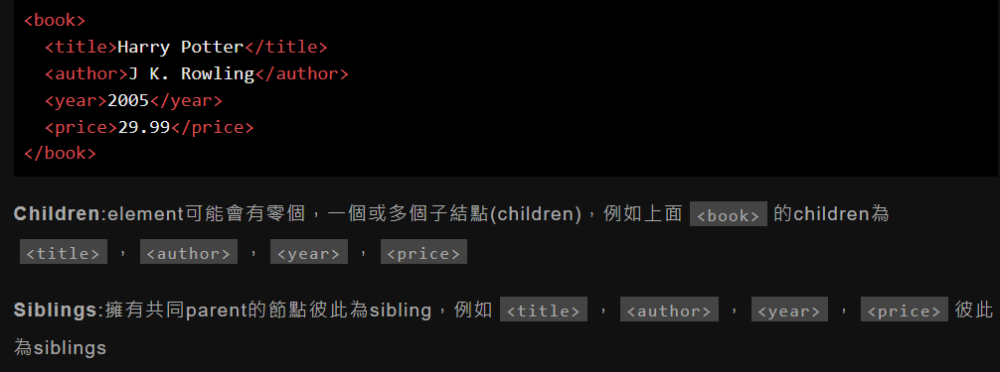 <book>
  <title>Harry Potter</title>
  <author>J K. Rowling</author>
  <year>2005</year>
  <price>29.99</price>
</book>
Children:element可能會有零個，一個或多個子結點(children)，例如上面 <book> 的children為
<title> ， <author> ， <year> ， <price>
Siblings:擁有共同parent的節點彼此為sibling，例如 <title> ， <author> ， <year> ， <price> 彼此
為siblings